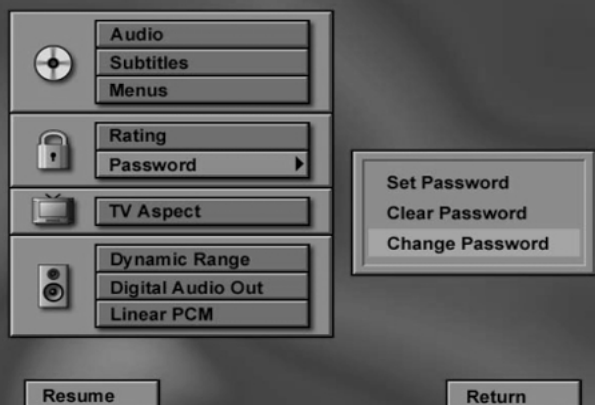 Audio
Subtitles
Menus
Rating
Password
TV Aspect
Dynamic Range
Digital Audio Out
Linear PCM
Set Password
Clear Password
Change Password
Resume
Return